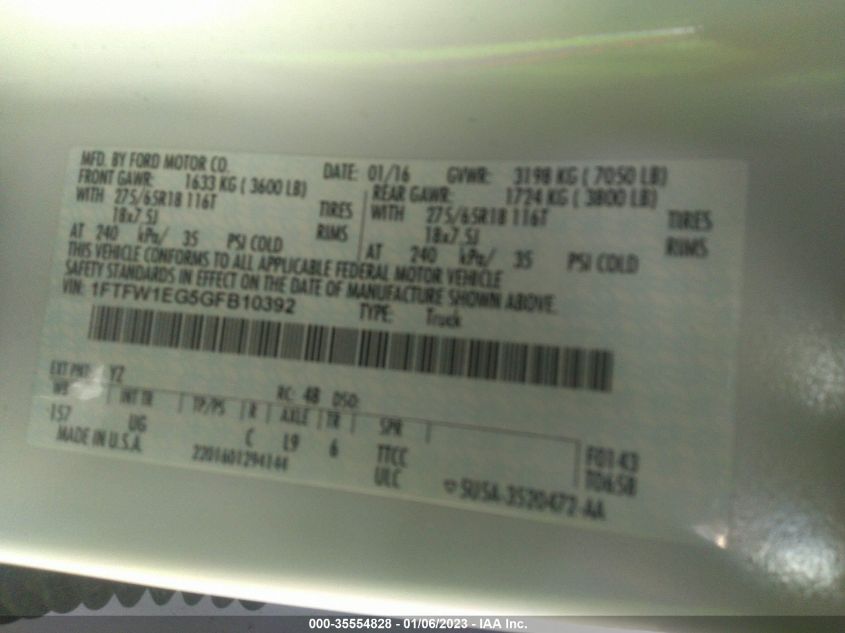 MFD. BY FORD MOTOR CO.
DATE: 01/16 GVWR: 3198 KG ( 7050 LB)
FRONT GAWR: 1633 KG ( 3600 LB)
REAR GAWR: 1724 KG ( 3800 LB)
WITH 275/65R18 116T TIRES
WITH 275/65R18 116T TIRES
18x7.5J RIMS
18x7.5J RIMS
AT 240 kPa/ 35 PSI COLD
AT 240 kPa/ 35 PSI COLD
THIS VEHICLE CONFORMS TO ALL APPLICABLE FEDERAL MOTOR VEHICLE
SAFETY STANDARDS IN EFFECT ON THE DATE OF MANUFACTURE SHOWN ABOVE.
VIN: 1FTFW1EG5GFB10392 TYPE: Truck
EXT PNT: YZ RC: 48 DSO:
WB INT TR TP/PS R AXLE TR SPR
157 UG C L9 6 TTCC F0143
MADE IN U.S.A. 2201601294144 ULC T0658
5U5A-3520472-AA
000-35554828 - 01/06/2023 - IAA Inc.